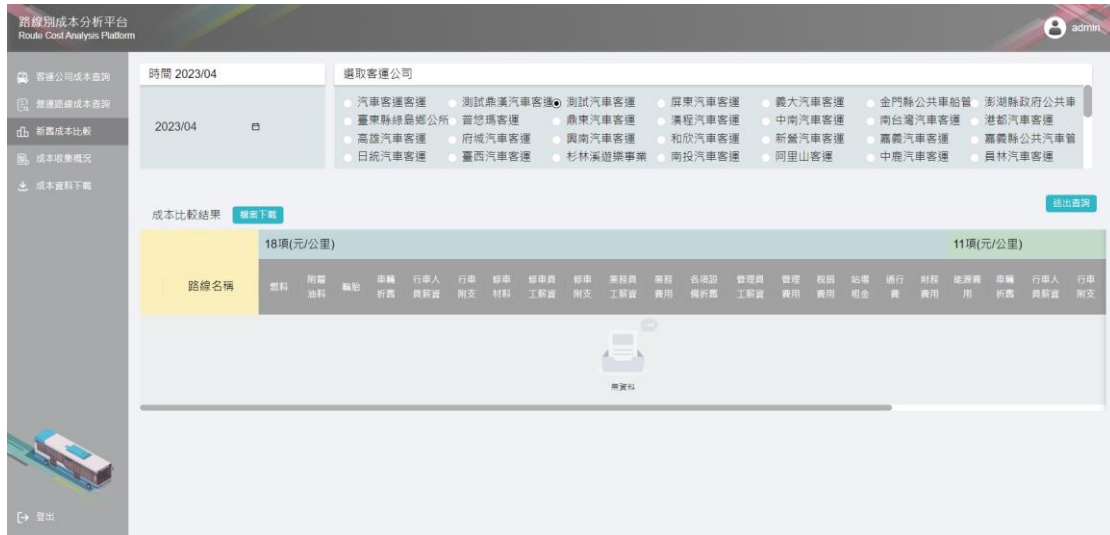 路線別成本分析平台
Route Cost Analysis Platform
admin
客運公司成本查詢
營運路線成本查詢
新舊成本比較
成本收集概況
成本資料下載
登出
時間 2023/04
2023/04
選取客運公司
汽車客運客運 測試鼎漢汽車客運 測試汽車客運 屏東汽車客運 義大汽車客運 金門縣公共車船管 澎湖縣政府公共車
臺東縣綠島鄉公所 普悠瑪客運 鼎東汽車客運 漢程汽車客運 中南汽車客運 南台灣汽車客運 港都汽車客運
高雄汽車客運 府城汽車客運 興南汽車客運 和欣汽車客運 新營汽車客運 嘉義汽車客運 嘉義縣公共汽車管
日統汽車客運 臺西汽車客運 杉林溪遊樂事業 南投汽車客運 阿里山客運 中鹿汽車客運 員林汽車客運
送出查詢
成本比較結果 檔案下載
18項(元/公里) 11項(元/公里)
路線名稱
燃料 附屬油料 輪胎 車輛折舊 行車人員薪資 行車附支 修車材料 修車員工薪資 修車附支 業務員工薪資 業務費用 各項設備折舊 管理員工薪資 管理費用 稅捐費用 站場租金 通行費 財務費用 能源費用 車輛折舊 行車人員薪資 行車附支
無資料